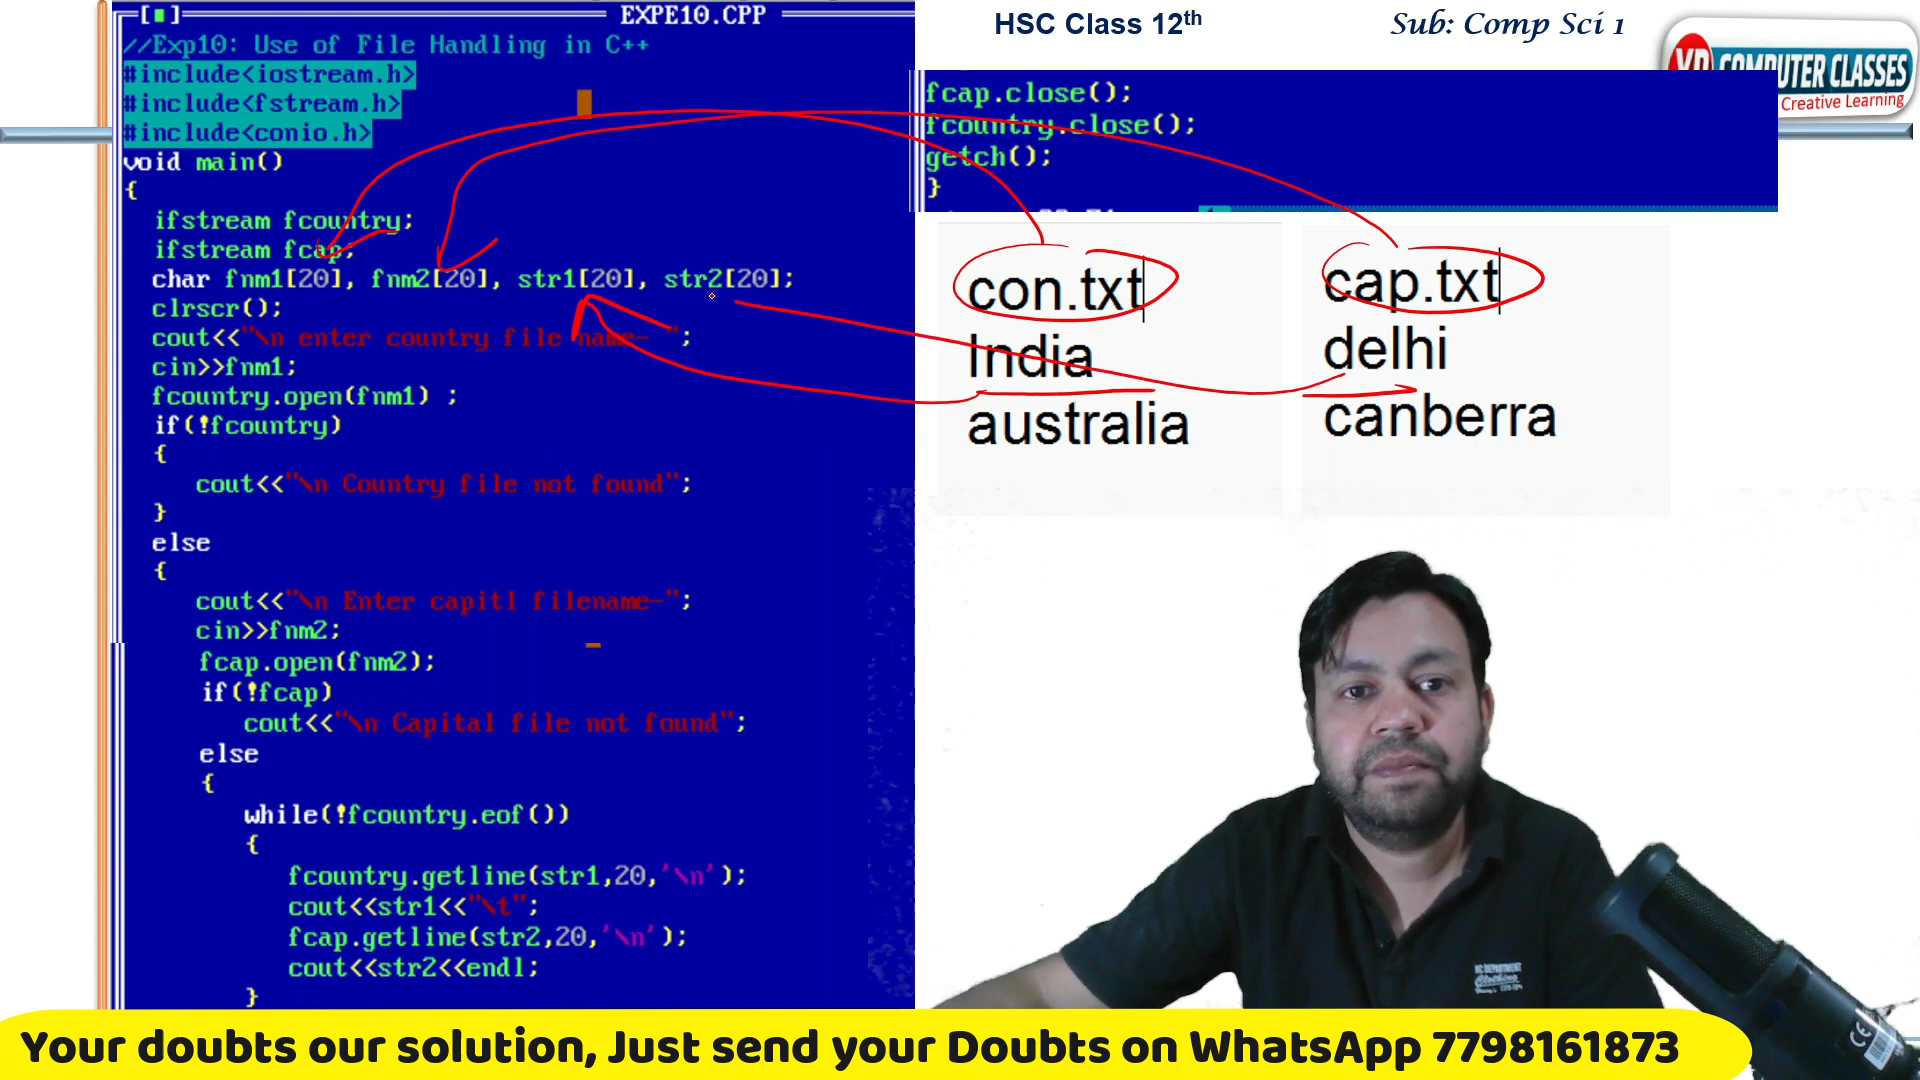 [■] EXPE10.CPP
//Exp10: Use of File Handling in C++
#include<iostream.h>
#include<fstream.h>
#include<conio.h>
void main()
{
ifstream fcountry;
ifstream fcap;
char fnm1[20], fnm2[20], str1[20], str2[20];
clrscr();
cout<<"\n enter country file name-";
cin>>fnm1;
fcountry.open(fnm1) ;
if(!fcountry)
{
cout<<"\n Country file not found";
}
else
{
cout<<"\n Enter capitl filename-";
cin>>fnm2;
fcap.open(fnm2);
if(!fcap)
cout<<"\n Capital file not found";
else
{
while(!fcountry.eof())
{
fcountry.getline(str1,20,'\n');
cout<<str1<<"\t";
fcap.getline(str2,20,'\n');
cout<<str2<<endl;
}
HSC Class 12th
Sub: Comp Sci 1
COMPUTER CLASSES
Creative Learning
fcap.close();
fcountry.close();
getch();
}
con.txt
India
australia
cap.txt
delhi
canberra
Your doubts our solution, Just send your Doubts on WhatsApp 7798161873